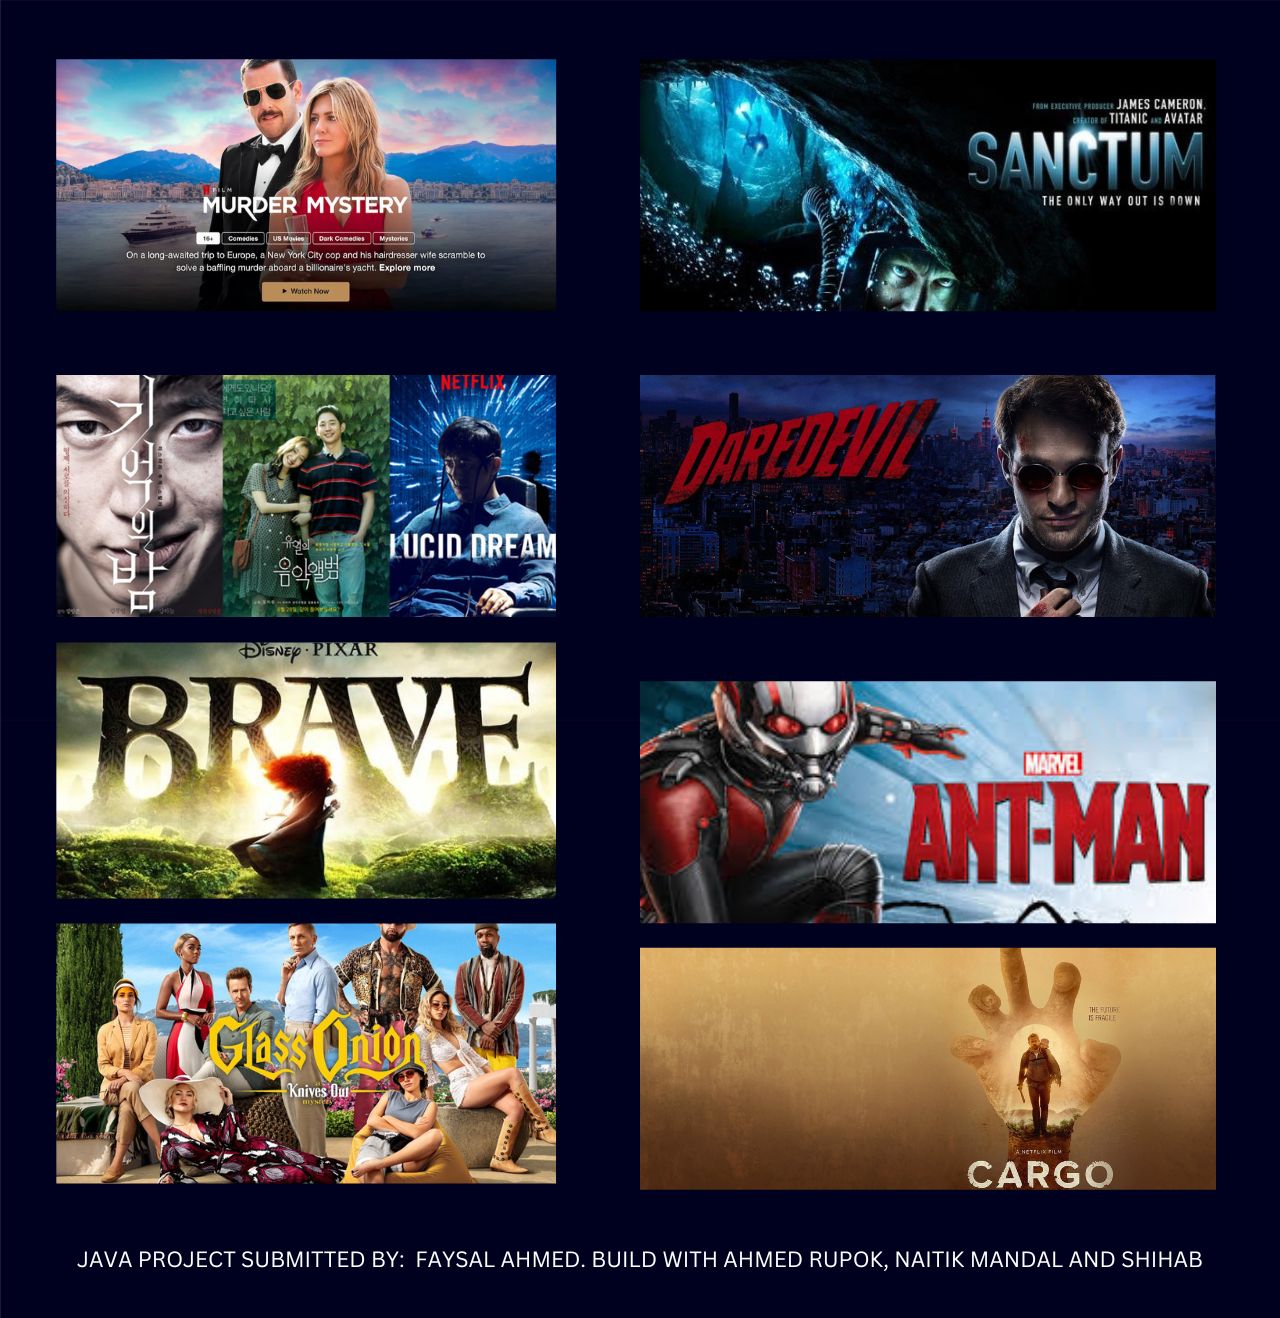 FILM
MURDER MYSTERY
16+ Comedies US Movies Dark Comedies Mysteries
On a long-awaited trip to Europe, a New York City cop and his hairdresser wife scramble to
solve a baffling murder aboard a billionaire's yacht. Explore more
Watch Now
FROM EXECUTIVE PRODUCER JAMES CAMERON,
CREATOR OF TITANIC AND AVATAR
SANCTUM
THE ONLY WAY OUT IS DOWN
기억의 밤
유열의
음악앨범
NETFLIX
LUCID DREAM
DAREDEVIL
Disney · PIXAR
BRAVE
MARVEL
ANT-MAN
Glass Onion
Knives Out
mystery
THE FUTURE
IS FRAGILE
A NETFLIX FILM
CARGO
JAVA PROJECT SUBMITTED BY: FAYSAL AHMED. BUILD WITH AHMED RUPOK, NAITIK MANDAL AND SHIHAB